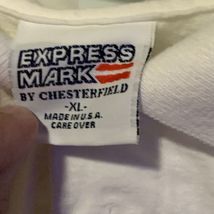 EXPRESS
MARK
BY CHESTERFIELD
-XL-
MADE IN U.S.A.
CARE OVER